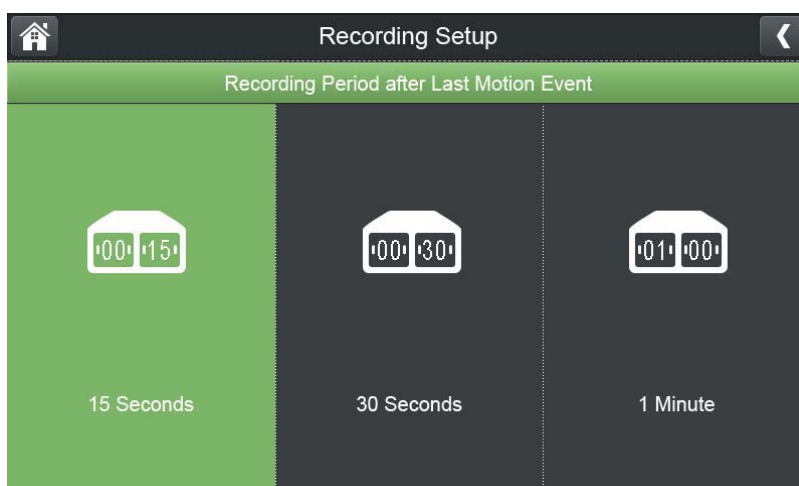 Recording Setup
Recording Period after Last Motion Event
00 15
00 30
01 00
15 Seconds
30 Seconds
1 Minute